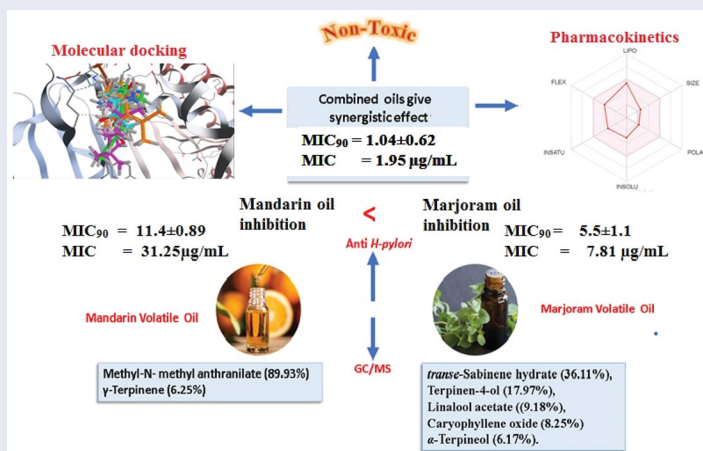 Non-Toxic
Molecular docking
Pharmacokinetics
LIPO
FLEX
SIZE
INSATU
POLA
INSOLU
Combined oils give
synergistic effect
MIC90 = 1.04±0.62
MIC = 1.95 µg/mL
Mandarin oil
inhibition
<
Marjoram oil
inhibition
Anti H-pylori
MIC90 = 11.4±0.89
MIC = 31.25µg/mL
MIC90 = 5.5±1.1
MIC = 7.81 µg/mL
Mandarin Volatile Oil
Marjoram Volatile Oil
GC/MS
Methyl-N- methyl anthranilate (89.93%)
γ-Terpinene (6.25%)
transe-Sabinene hydrate (36.11%),
Terpinen-4-ol (17.97%),
Linalool acetate ((9.18%),
Caryophyllene oxide (8.25%)
α-Terpineol (6.17%).